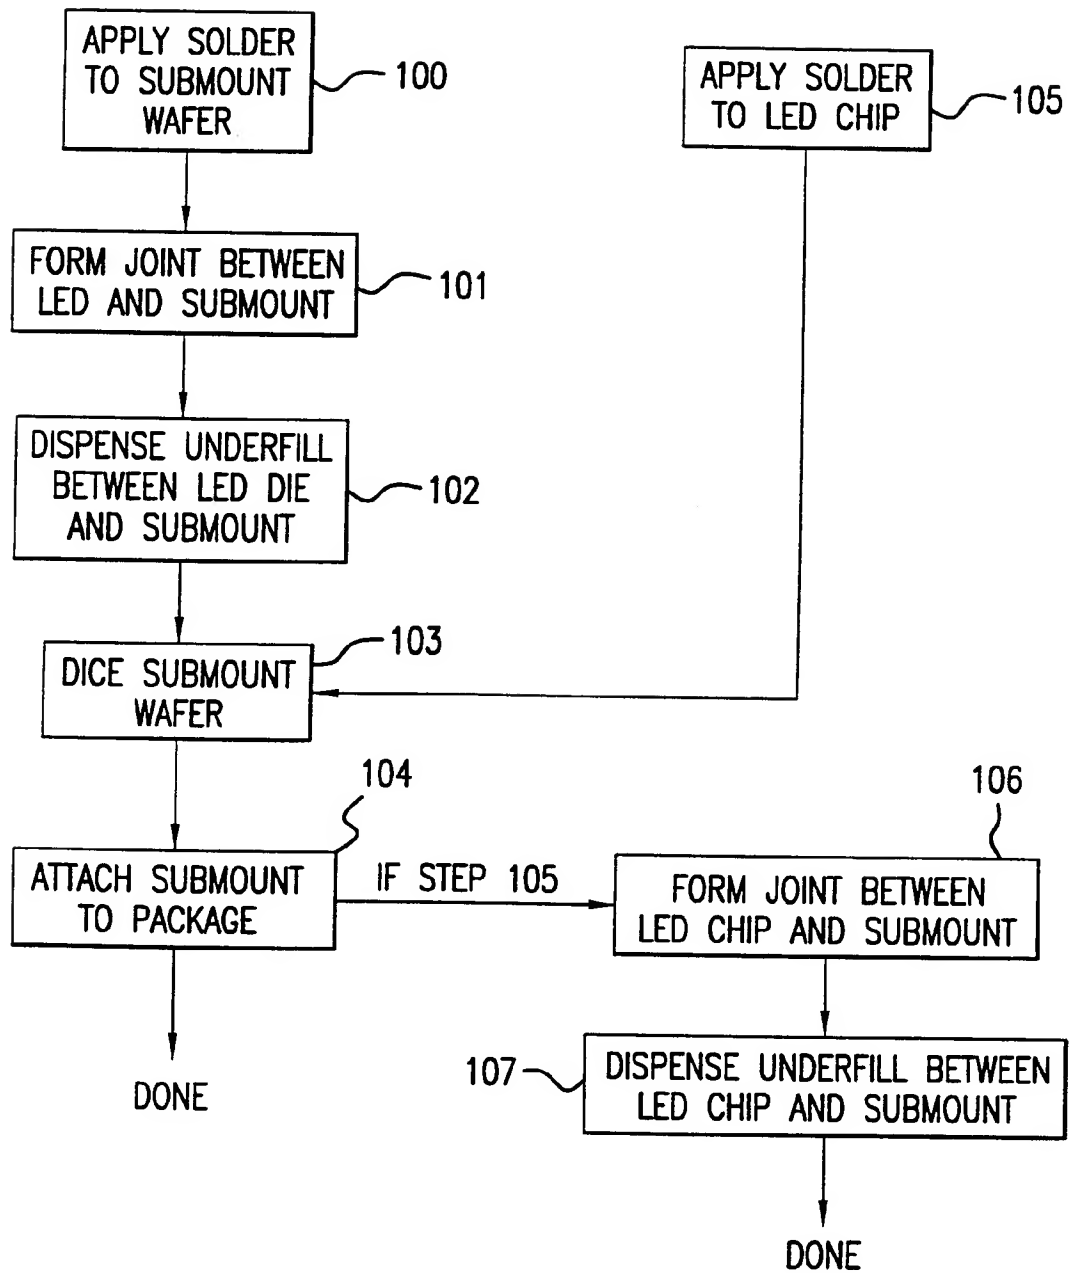 APPLY SOLDER
TO SUBMOUNT
WAFER
100
APPLY SOLDER
TO LED CHIP
105
FORM JOINT BETWEEN
LED AND SUBMOUNT
101
DISPENSE UNDERFILL
BETWEEN LED DIE
AND SUBMOUNT
102
DICE SUBMOUNT
WAFER
103
ATTACH SUBMOUNT
TO PACKAGE
104
IF STEP 105
FORM JOINT BETWEEN
LED CHIP AND SUBMOUNT
106
DONE
107
DISPENSE UNDERFILL BETWEEN
LED CHIP AND SUBMOUNT
DONE